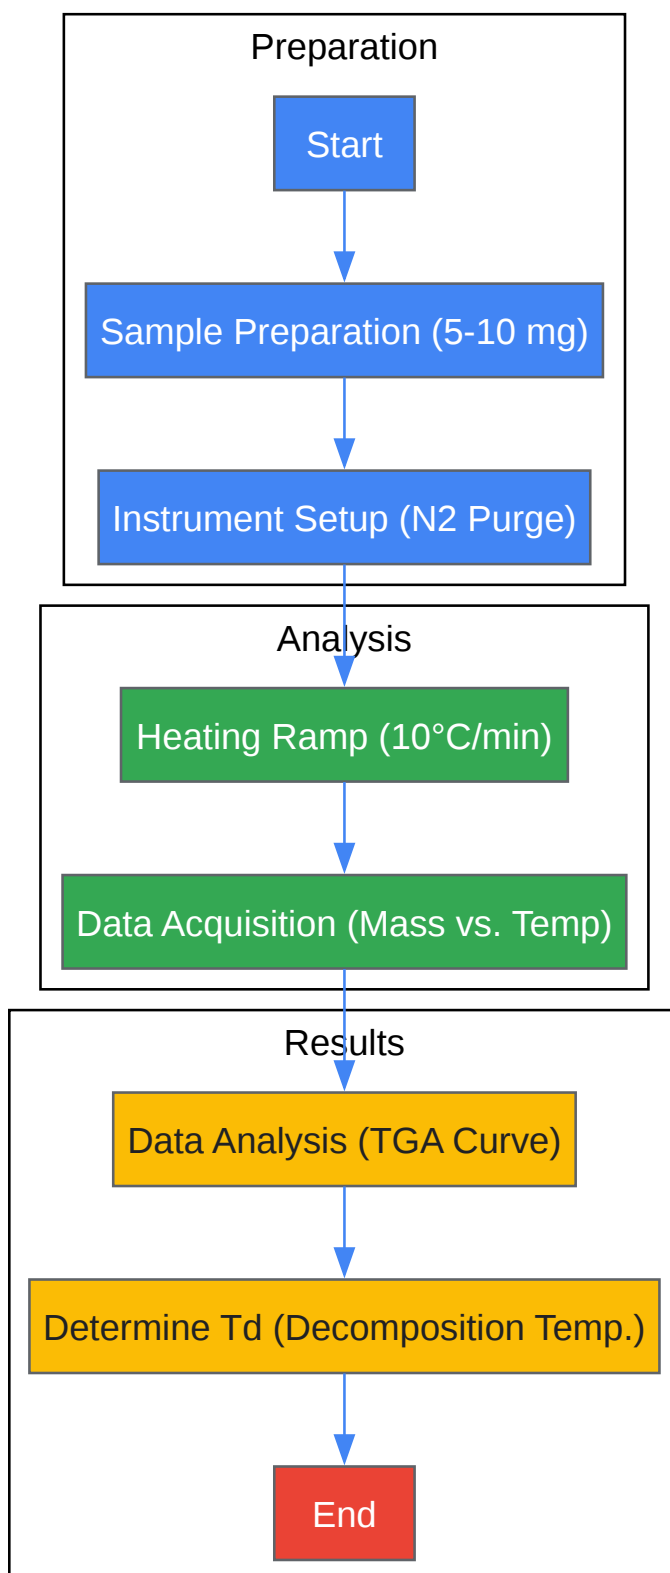 Preparation
Start
Sample Preparation (5-10 mg)
Instrument Setup (N2 Purge)
Analysis
Heating Ramp (10°C/min)
Data Acquisition (Mass vs. Temp)
Results
Data Analysis (TGA Curve)
Determine Td (Decomposition Temp.)
End